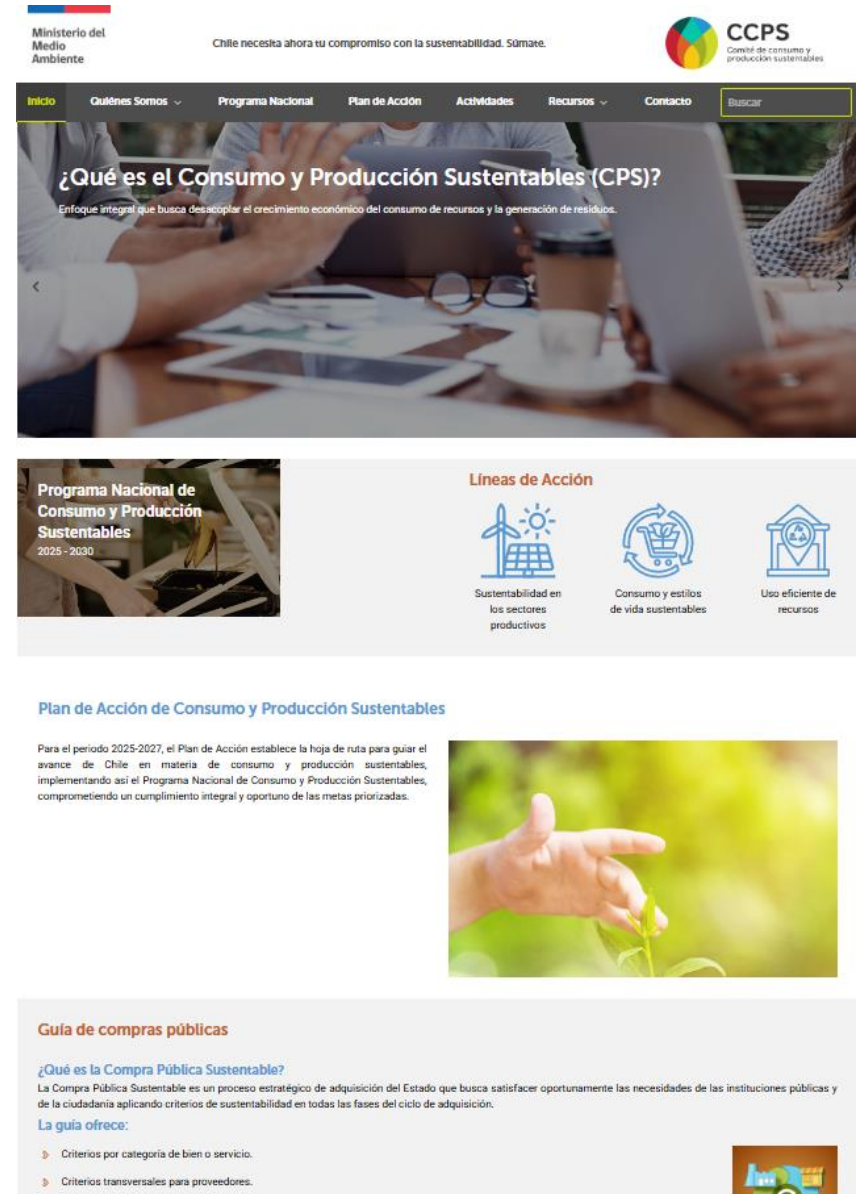 Ministerio del
Medio
Ambiente
Chile necesita ahora tu compromiso con la sustentabilidad. Súmate.
CCPS
Comité de consumo y
producción sustentables
Inicio Quiénes Somos Programa Nacional Plan de Acción Actividades Recursos Contacto Buscar
¿Qué es el Consumo y Producción Sustentables (CPS)?
Enfoque integral que busca desacoplar el crecimiento económico del consumo de recursos y la generación de residuos.
Programa Nacional de
Consumo y Producción
Sustentables
2025 - 2030
Líneas de Acción
Sustentabilidad en
los sectores
productivos
Consumo y estilos
de vida sustentables
Uso eficiente de
recursos
Plan de Acción de Consumo y Producción Sustentables
Para el periodo 2025-2027, el Plan de Acción establece la hoja de ruta para guiar el
avance de Chile en materia de consumo y producción sustentables,
implementando así el Programa Nacional de Consumo y Producción Sustentables,
comprometiendo un cumplimiento integral y oportuno de las metas priorizadas.
Guía de compras públicas
¿Qué es la Compra Pública Sustentable?
La Compra Pública Sustentable es un proceso estratégico de adquisición del Estado que busca satisfacer oportunamente las necesidades de las instituciones públicas y
de la ciudadanía aplicando criterios de sustentabilidad en todas las fases del ciclo de adquisición.
La guía ofrece:
Criterios por categoría de bien o servicio.
Criterios transversales para proveedores.